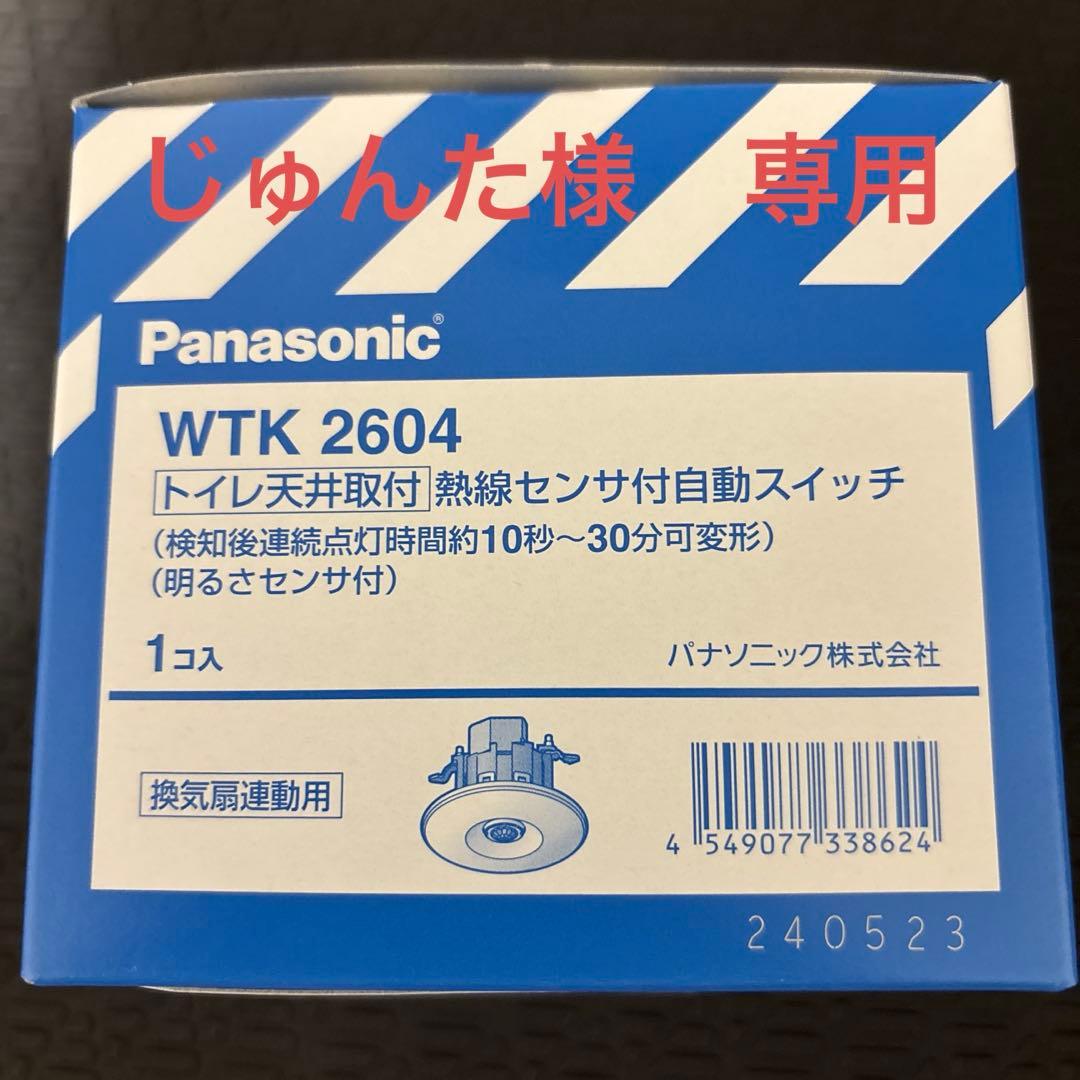 じゅんた様　専用
Panasonic®
WTK 2604
トイレ天井取付 熱線センサ付自動スイッチ
（検知後連続点灯時間約10秒～30分可変形）
（明るさセンサ付）
1コ入
パナソニック株式会社
換気扇連動用
4 549077 338624
240523